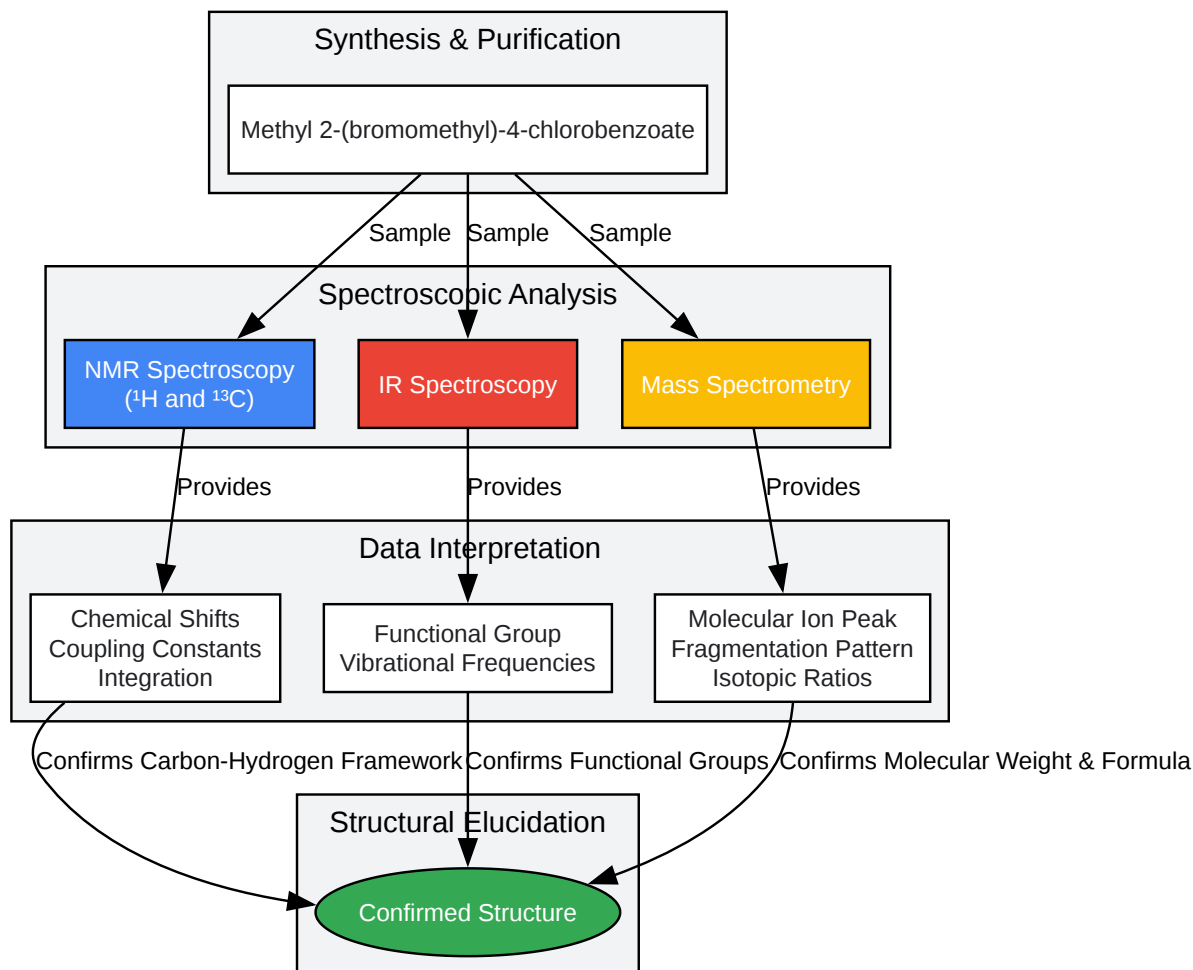 Synthesis & Purification
Methyl 2-(bromomethyl)-4-chlorobenzoate
Sample
Sample
Sample
Spectroscopic Analysis
NMR Spectroscopy
(¹H and ¹³C)
IR Spectroscopy
Mass Spectrometry
Provides
Provides
Provides
Data Interpretation
Chemical Shifts
Coupling Constants
Integration
Functional Group
Vibrational Frequencies
Molecular Ion Peak
Fragmentation Pattern
Isotopic Ratios
Confirms Carbon-Hydrogen Framework
Confirms Functional Groups
Confirms Molecular Weight & Formula
Structural Elucidation
Confirmed Structure